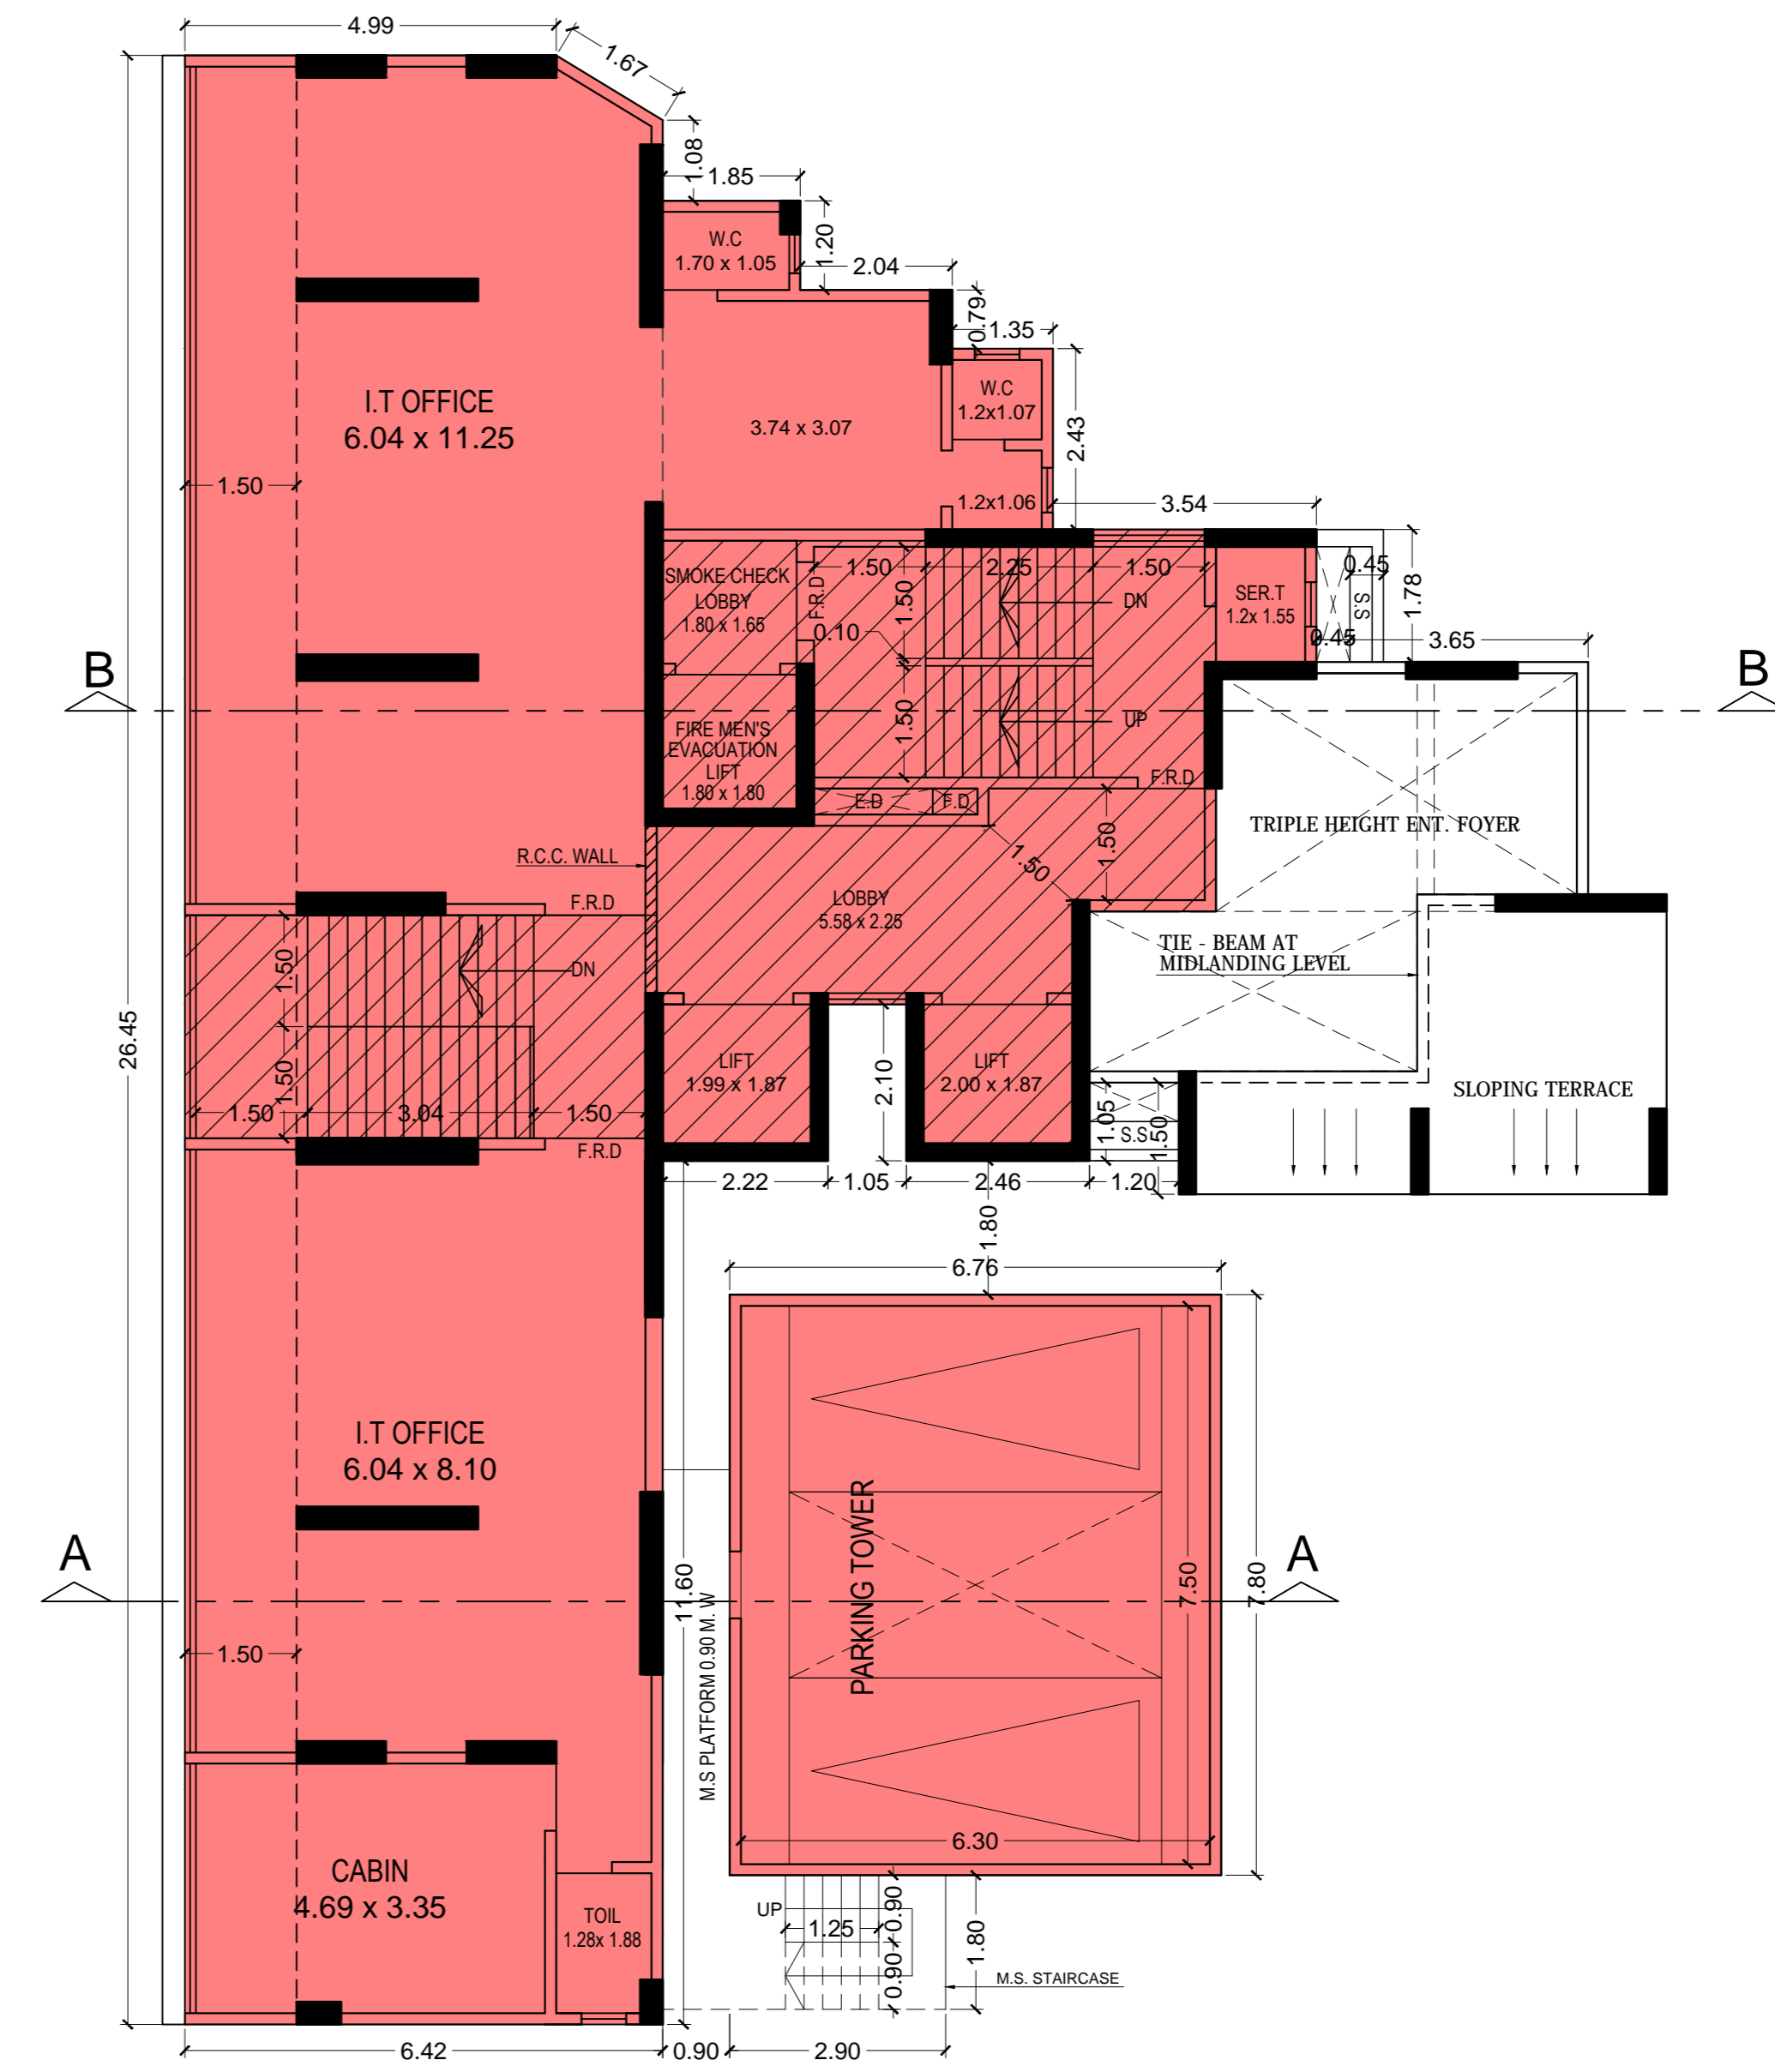 4.99
1.67
1.08
1.85
W.C
1.70 x 1.05
1.20
2.04
0.79
1.35
W.C
1.2x1.07
I.T OFFICE
6.04 x 11.25
3.74 x 3.07
2.43
1.50
1.2x1.06
3.54
SMOKE CHECK
LOBBY
1.80 x 1.65
F.R.D
1.50
2.25
1.50
1.50
DN
0.10
SER.T
1.2x 1.55
0.45
S.S
1.78
0.45
3.65
B
B
FIRE MEN'S
EVACUATION
LIFT
1.80 x 1.80
1.50
UP
F.R.D
E.D
F.D
1.50
1.50
TRIPLE HEIGHT ENT. FOYER
R.C.C. WALL
F.R.D
LOBBY
5.58 x 2.25
TIE - BEAM AT
MIDLANDING LEVEL
1.50
DN
26.45
1.50
1.50
3.04
1.50
LIFT
1.99 x 1.87
2.10
LIFT
2.00 x 1.87
1.05
S.S
1.50
SLOPING TERRACE
F.R.D
2.22
1.05
2.46
1.20
1.80
6.76
I.T OFFICE
6.04 x 8.10
PARKING TOWER
A
A
11.60
M.S PLATFORM 0.90 M. W
7.50
7.80
1.50
6.30
CABIN
4.69 x 3.35
TOIL
1.28x 1.88
UP
1.25
0.90
0.90
1.80
M.S. STAIRCASE
6.42
0.90
2.90